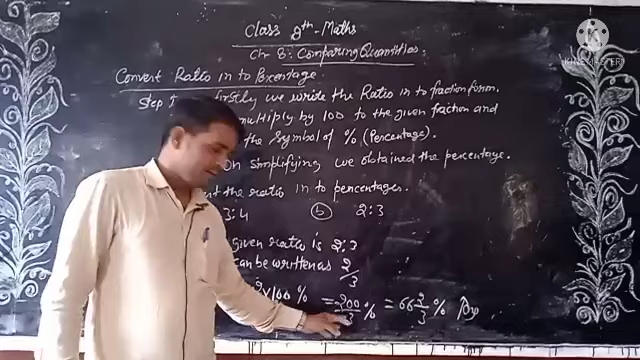 Class 8th - Maths
Ch 8: Comparing Quantities.
Convert Ratio in to Percentage.
Step firstly we write the Ratio in to fraction form.
multiply by 100 to the given fraction and
the symbol of % (Percentage).
On simplifying we obtained the percentage.
the ratio in to percentages.
3:4 (b) 2:3
given ratio is 2:3
can be written as 2/3
100 % = 200/3 % = 66 2/3 %